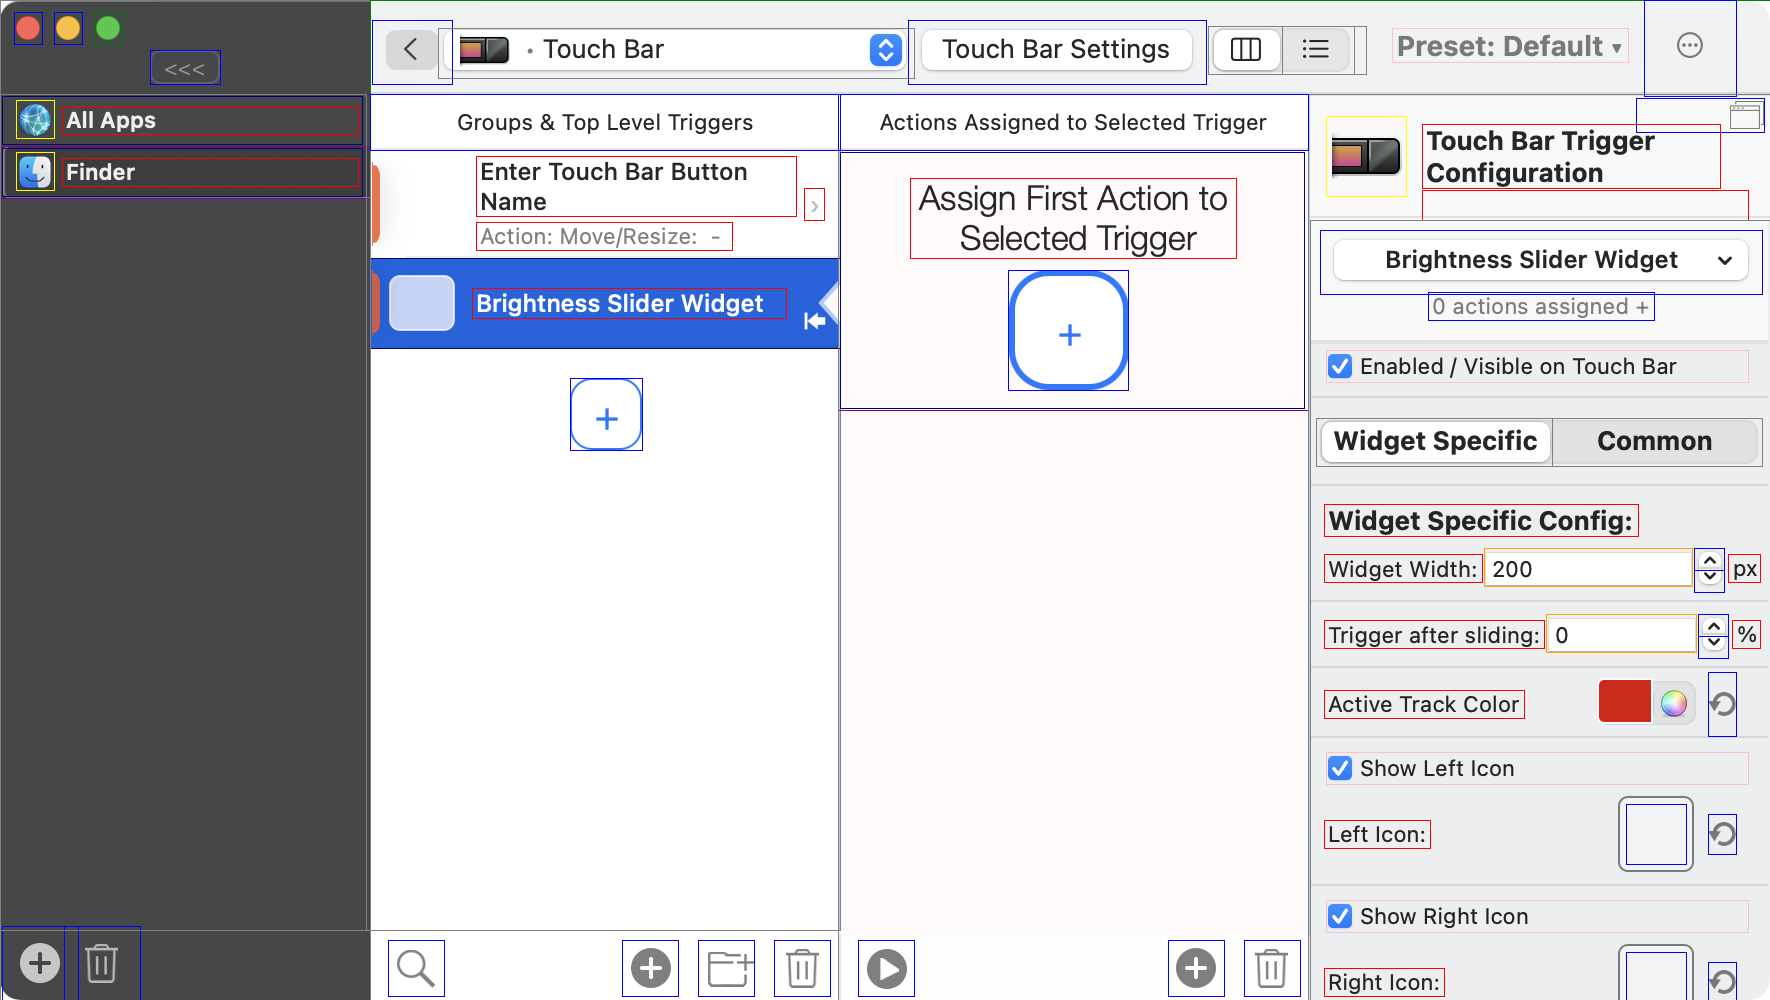 <<<
• Touch Bar
Touch Bar Settings
Preset: Default ▾
All Apps
Finder
Groups & Top Level Triggers
Enter Touch Bar Button
Name
Action: Move/Resize: -
Brightness Slider Widget
Actions Assigned to Selected Trigger
Assign First Action to
Selected Trigger
Touch Bar Trigger
Configuration
Brightness Slider Widget
0 actions assigned +
Enabled / Visible on Touch Bar
Widget Specific Common
Widget Specific Config:
Widget Width: 200 px
Trigger after sliding: 0 %
Active Track Color
Show Left Icon
Left Icon:
Show Right Icon
Right Icon: